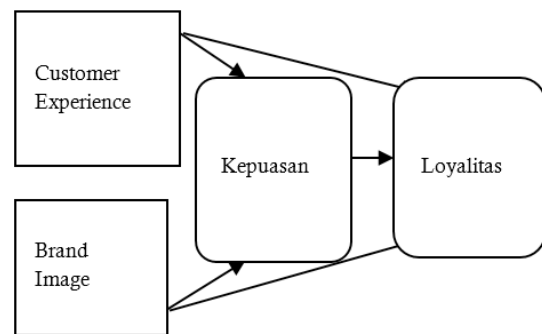 Customer
Experience
Kepuasan
Loyalitas
Brand
Image